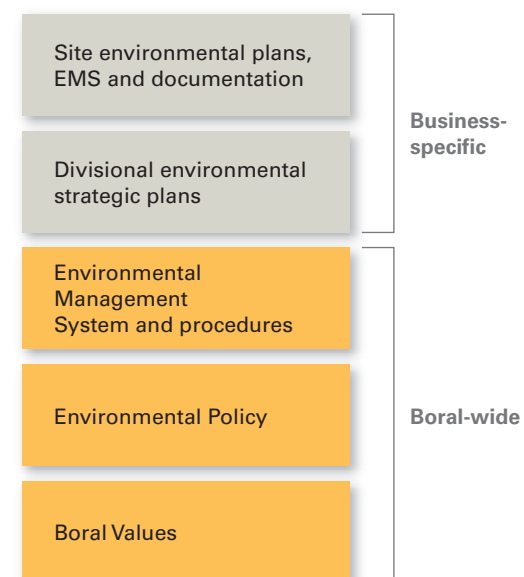 Site environmental plans,
EMS and documentation
Business-
specific
Divisional environmental
strategic plans
Environmental
Management
System and procedures
Environmental Policy
Boral-wide
Boral Values